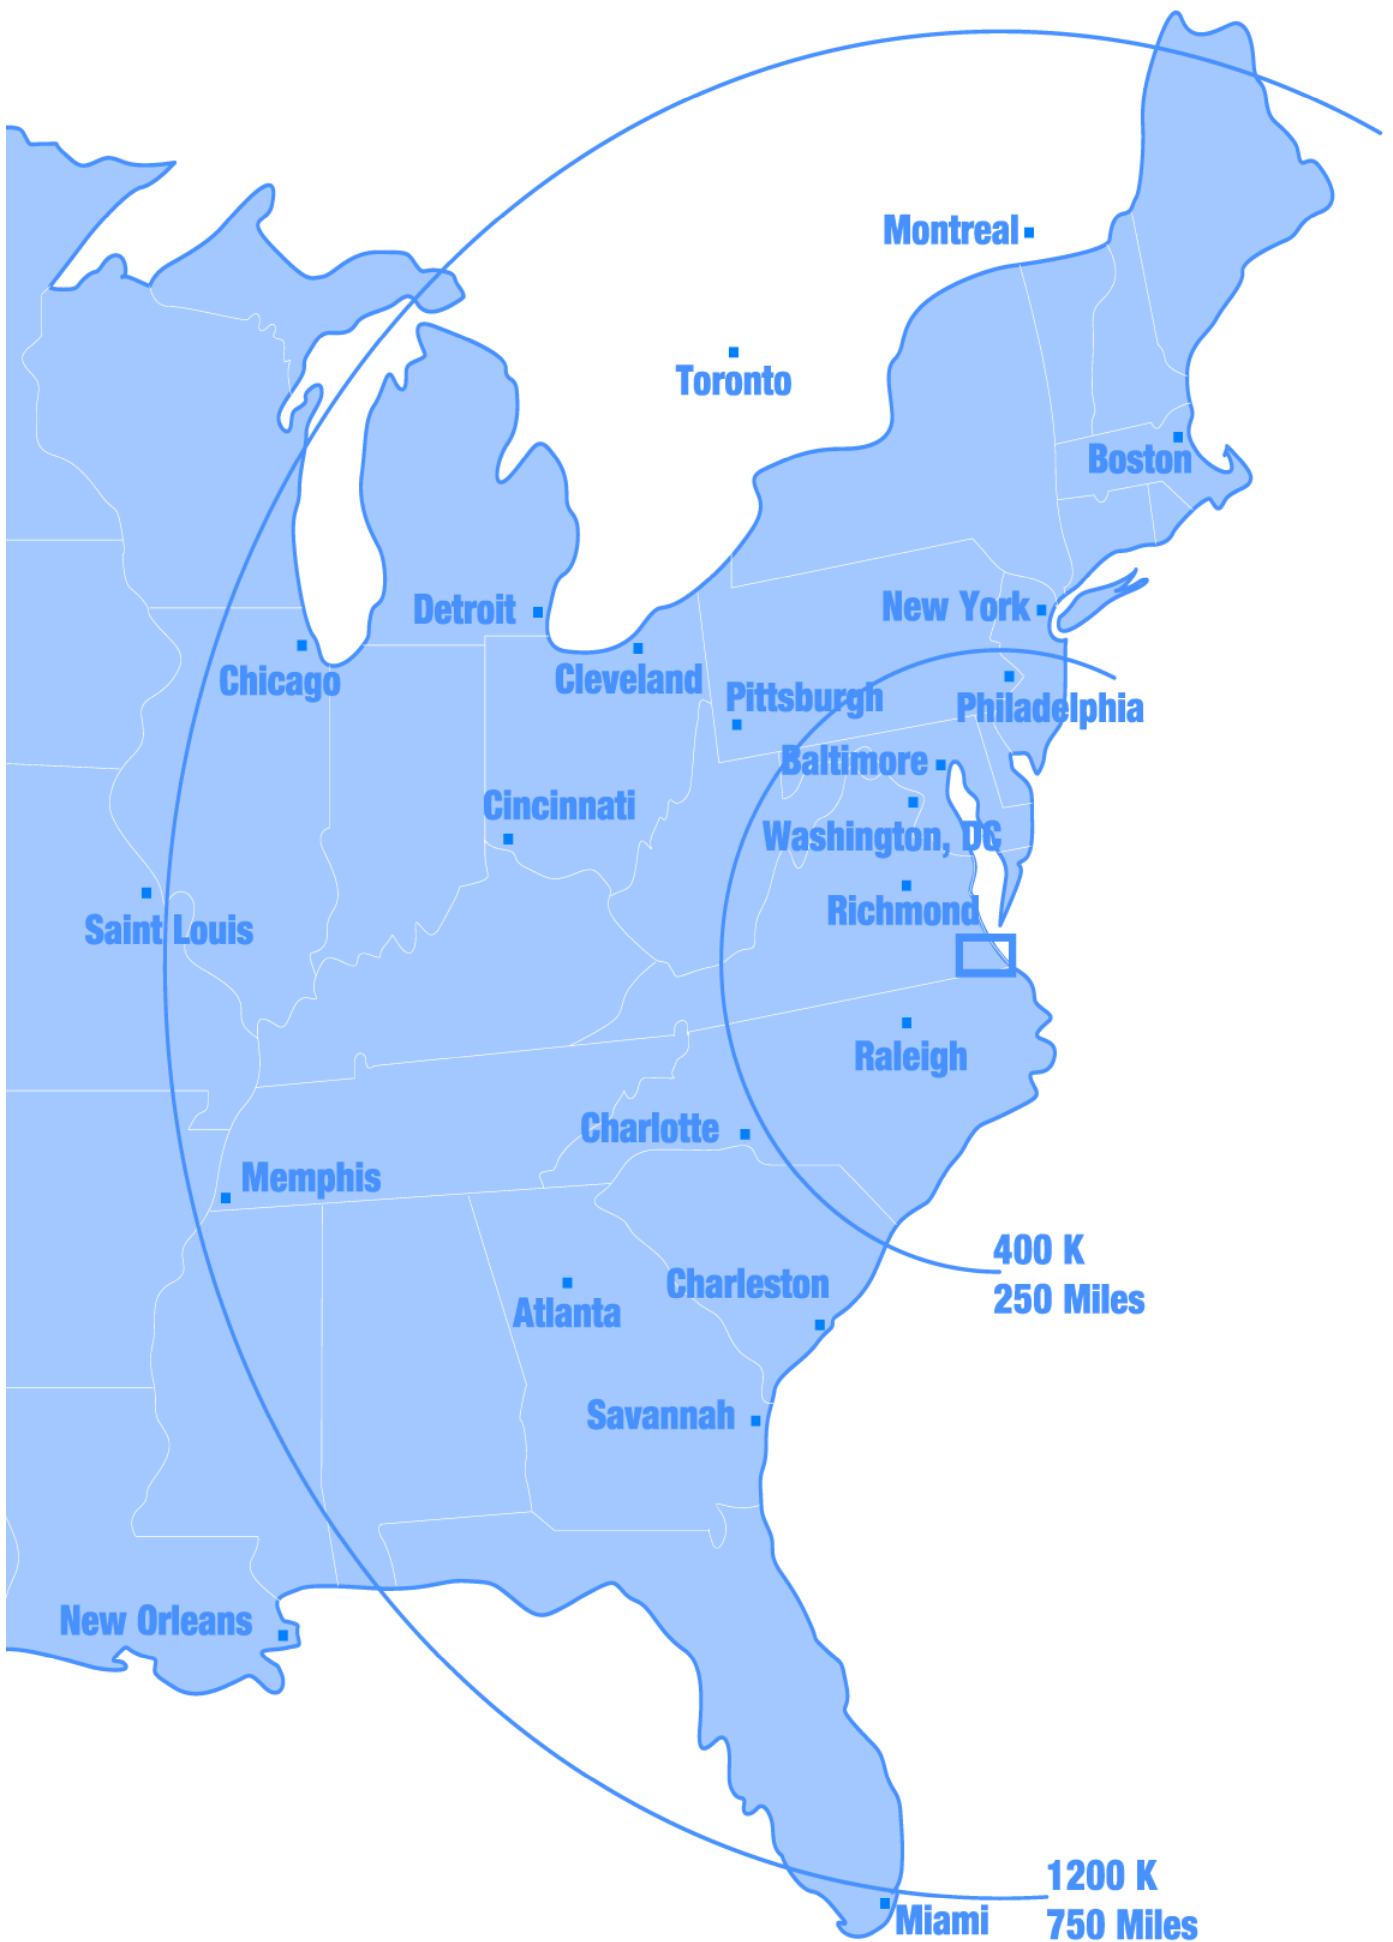 Montreal
Toronto
Boston
Detroit
New York
Chicago
Cleveland
Pittsburgh
Philadelphia
Baltimore
Cincinnati
Washington, DC
Richmond
Saint Louis
Raleigh
Charlotte
Memphis
400 K
250 Miles
Charleston
Atlanta
Savannah
New Orleans
1200 K
750 Miles
Miami